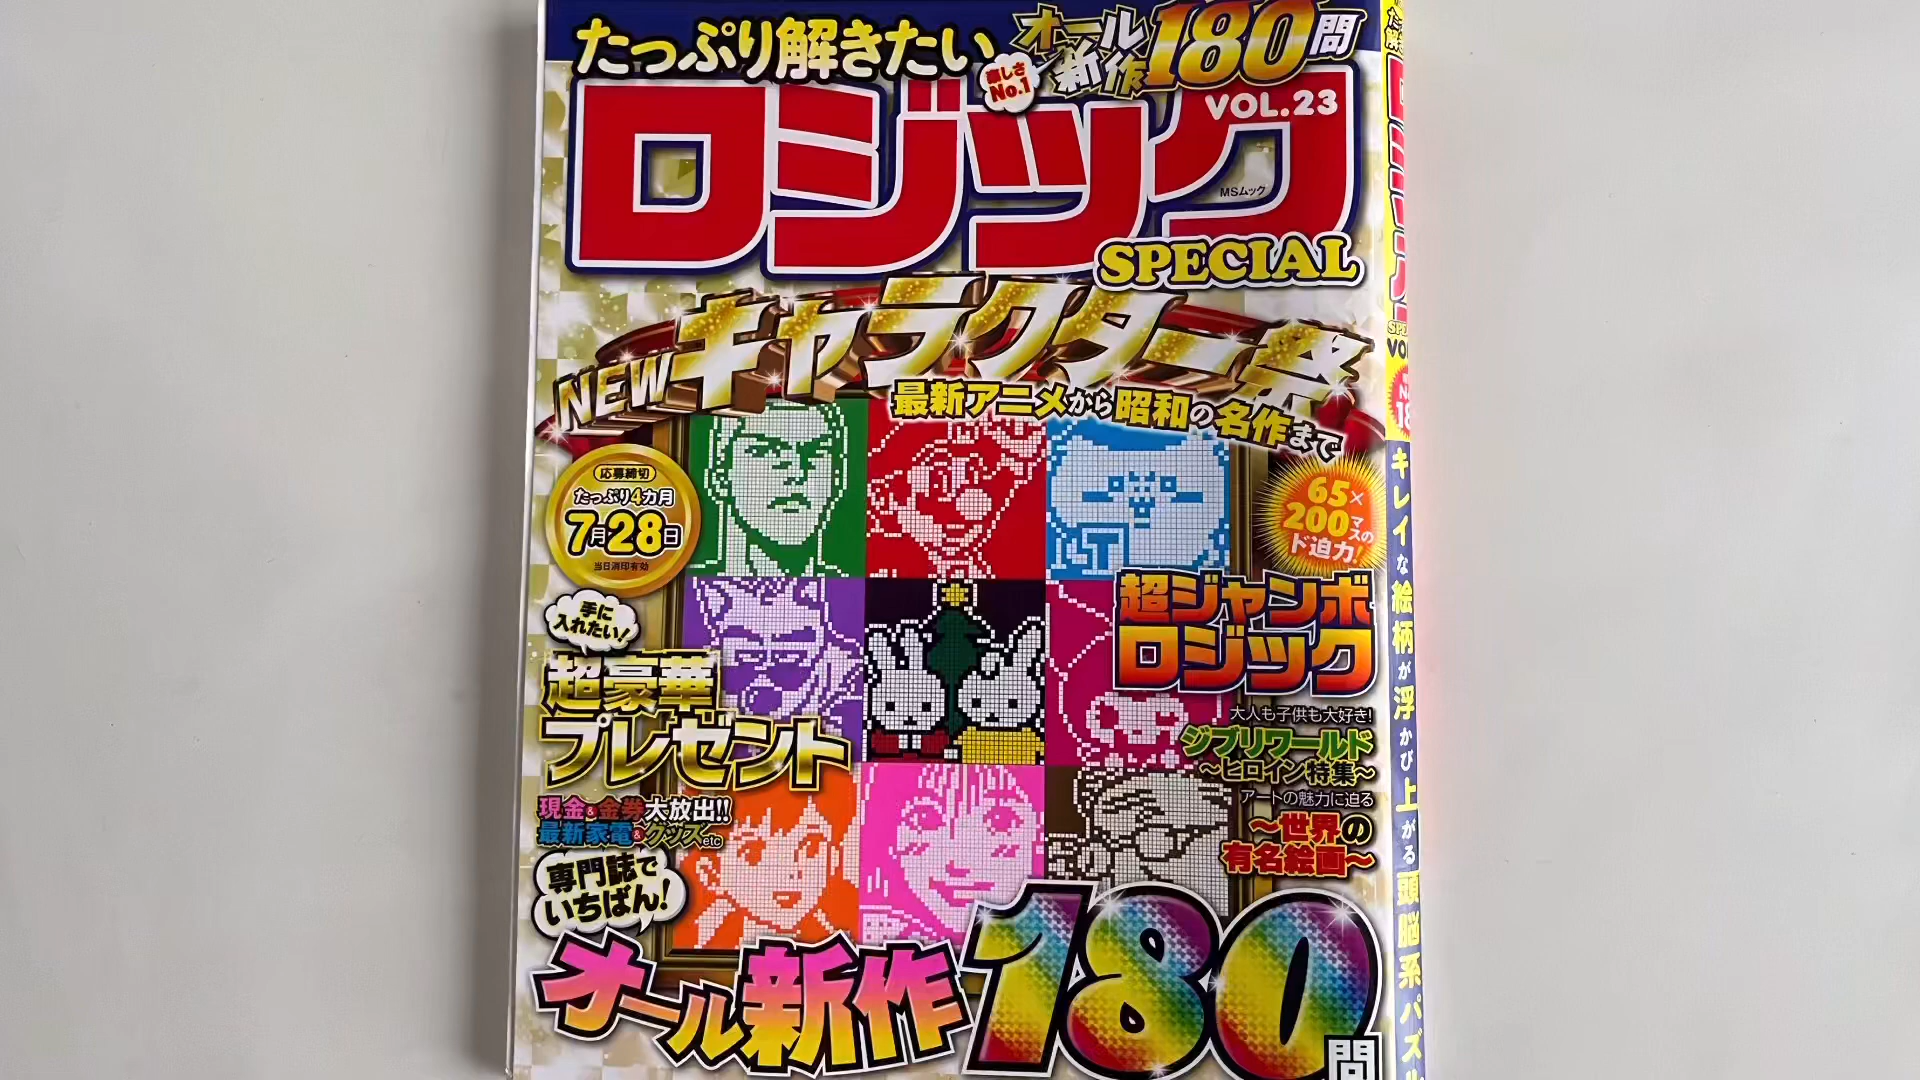 たっぷり解きたい
楽しさ
No.1
オール
新作
180問
ロジック
VOL.23
MSムック
SPECIAL
NEWキャラクター祭
最新アニメから昭和の名作まで
応募締切
たっぷり4カ月
7月28日
当日消印有効
65×
200マスの
ド迫力!
超ジャンボ
ロジック
手に
入れたい!
超豪華
プレゼント
現金&金券大放出!!
最新家電&グッズetc
大人も子供も大好き!
ジブリワールド
〜ヒロイン特集〜
アートの魅力に迫る
〜世界の
有名絵画〜
専門誌で
いちばん!
オール新作180問
キレイな絵柄が浮かび上がる頭脳系パズル